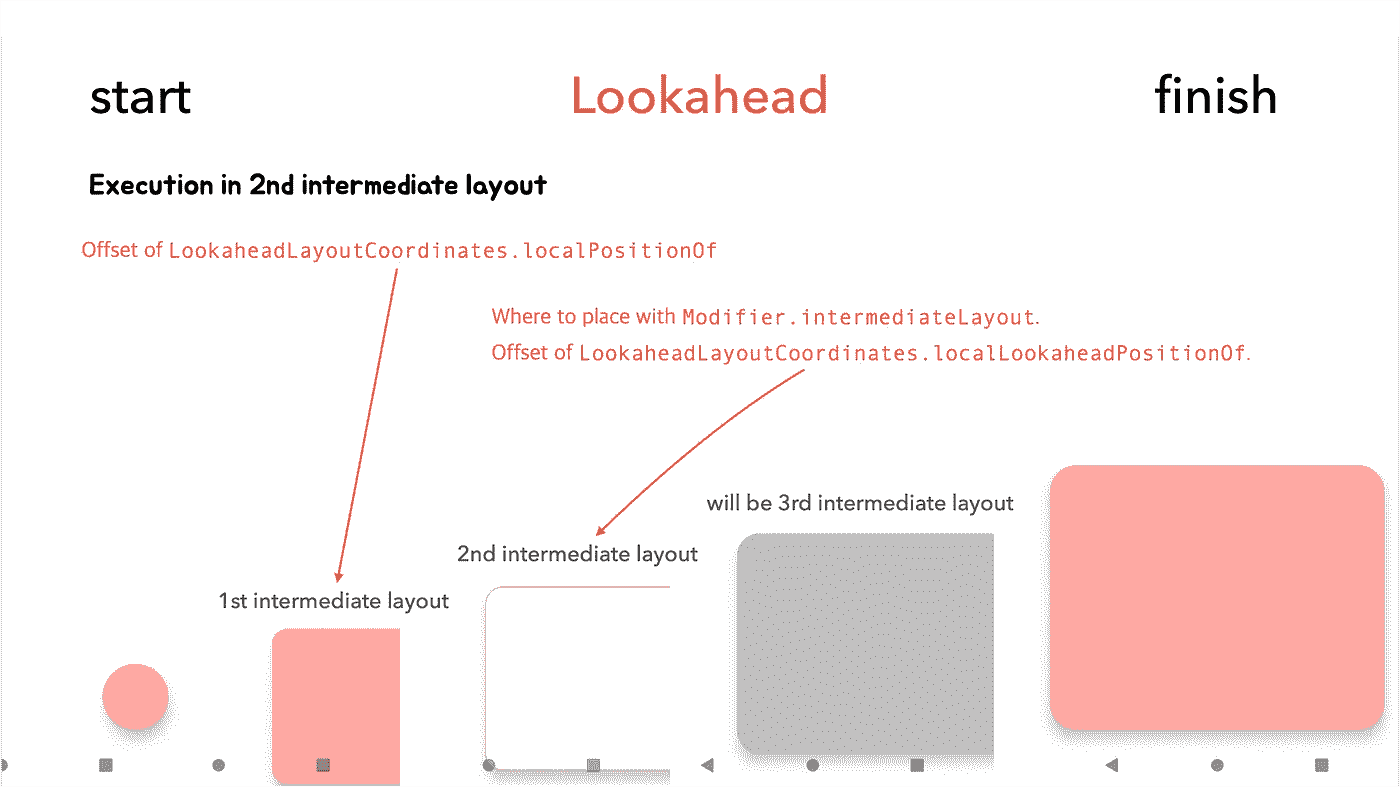 start
Lookahead
finish
Execution in 2nd intermediate layout
Offset of LookaheadLayoutCoordinates.localPositionOf
Where to place with Modifier.intermediateLayout.
Offset of LookaheadLayoutCoordinates.localLookaheadPositionOf.
will be 3rd intermediate layout
2nd intermediate layout
1st intermediate layout